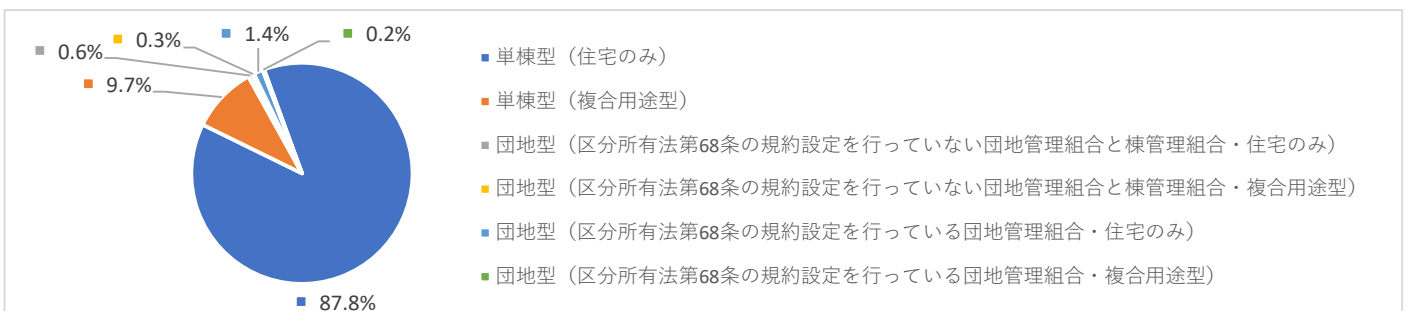 0.6%
0.3%
1.4%
0.2%
9.7%
87.8%
単棟型（住宅のみ）
単棟型（複合用途型）
団地型（区分所有法第68条の規約設定を行っていない団地管理組合と棟管理組合・住宅のみ）
団地型（区分所有法第68条の規約設定を行っていない団地管理組合と棟管理組合・複合用途型）
団地型（区分所有法第68条の規約設定を行っている団地管理組合・住宅のみ）
団地型（区分所有法第68条の規約設定を行っている団地管理組合・複合用途型）